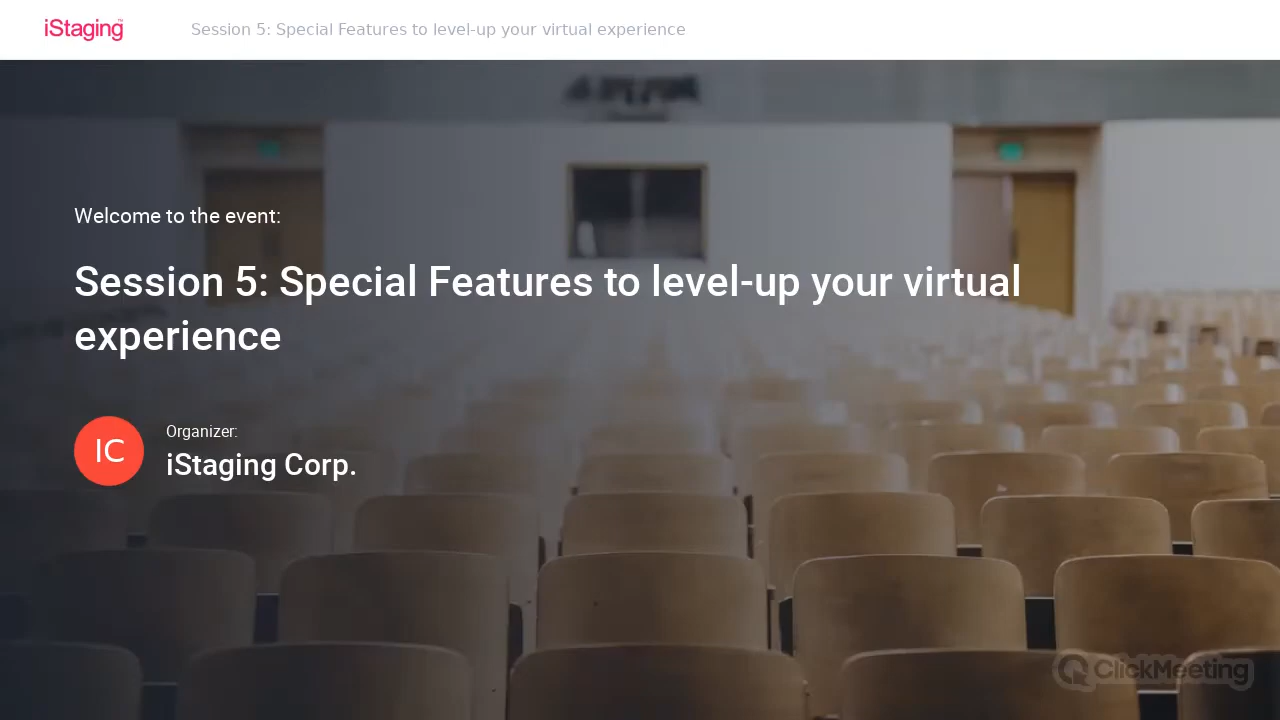 iStaging™
Session 5: Special Features to level-up your virtual experience
Welcome to the event:
Session 5: Special Features to level-up your virtual
experience
IC
Organizer:
iStaging Corp.
ClickMeeting